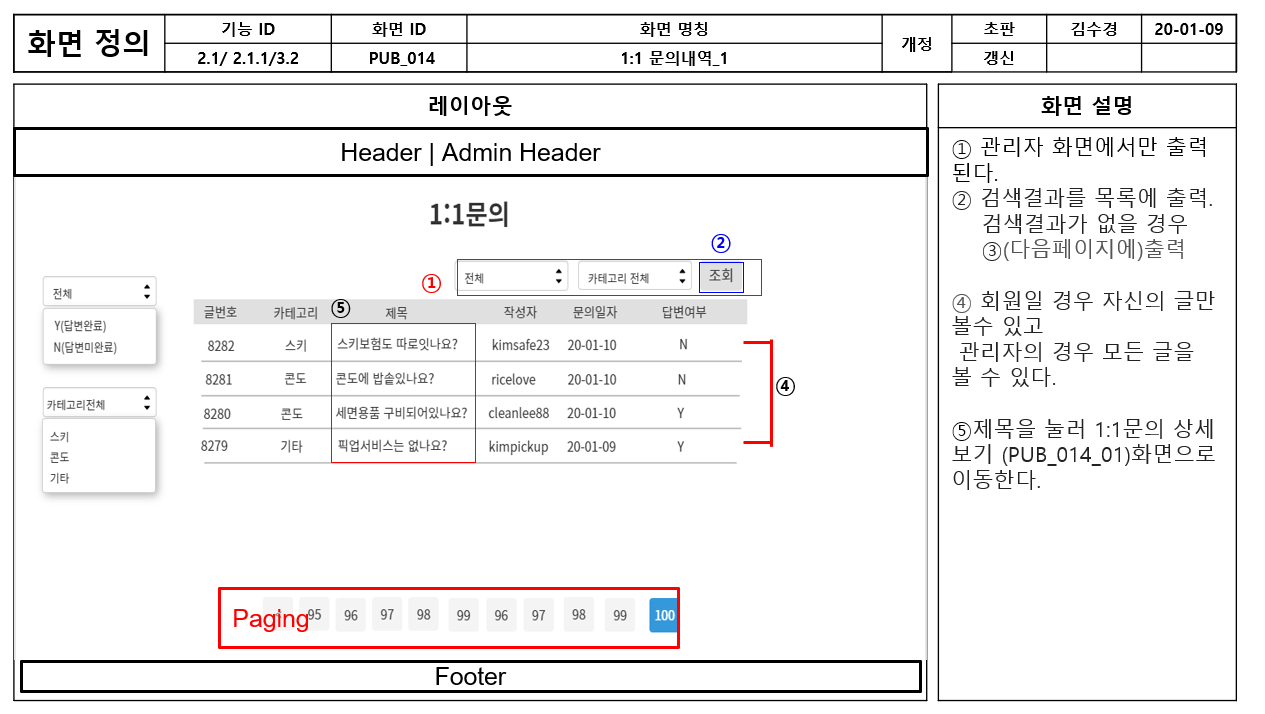 화면 정의
기능 ID
화면 ID
화면 명칭
개정
초판
김수경
20-01-09
2.1/ 2.1.1/3.2
PUB_014
1:1 문의내역_1
갱신
레이아웃
Header | Admin Header
1:1문의
②
①
전체
카테고리 전체
조회
전체
Y(답변완료)
N(답변미완료)
카테고리전체
스키
콘도
기타
글번호 카테고리 ⑤ 제목 작성자 문의일자 답변여부
8282 스키 스키보험도 따로잇나요? kimsafe23 20-01-10 N
8281 콘도 콘도에 밥솥있나요? ricelove 20-01-10 N
8280 콘도 세면용품 구비되어있나요? cleanlee88 20-01-10 Y
8279 기타 픽업서비스는 없나요? kimpickup 20-01-09 Y
④
Paging 95 96 97 98 99 96 97 98 99 100
Footer
화면 설명
① 관리자 화면에서만 출력
된다.
② 검색결과를 목록에 출력.
검색결과가 없을 경우
③(다음페이지에)출력
④ 회원일 경우 자신의 글만
볼수 있고
관리자의 경우 모든 글을
볼 수 있다.
⑤제목을 눌러 1:1문의 상세
보기 (PUB_014_01)화면으로
이동한다.